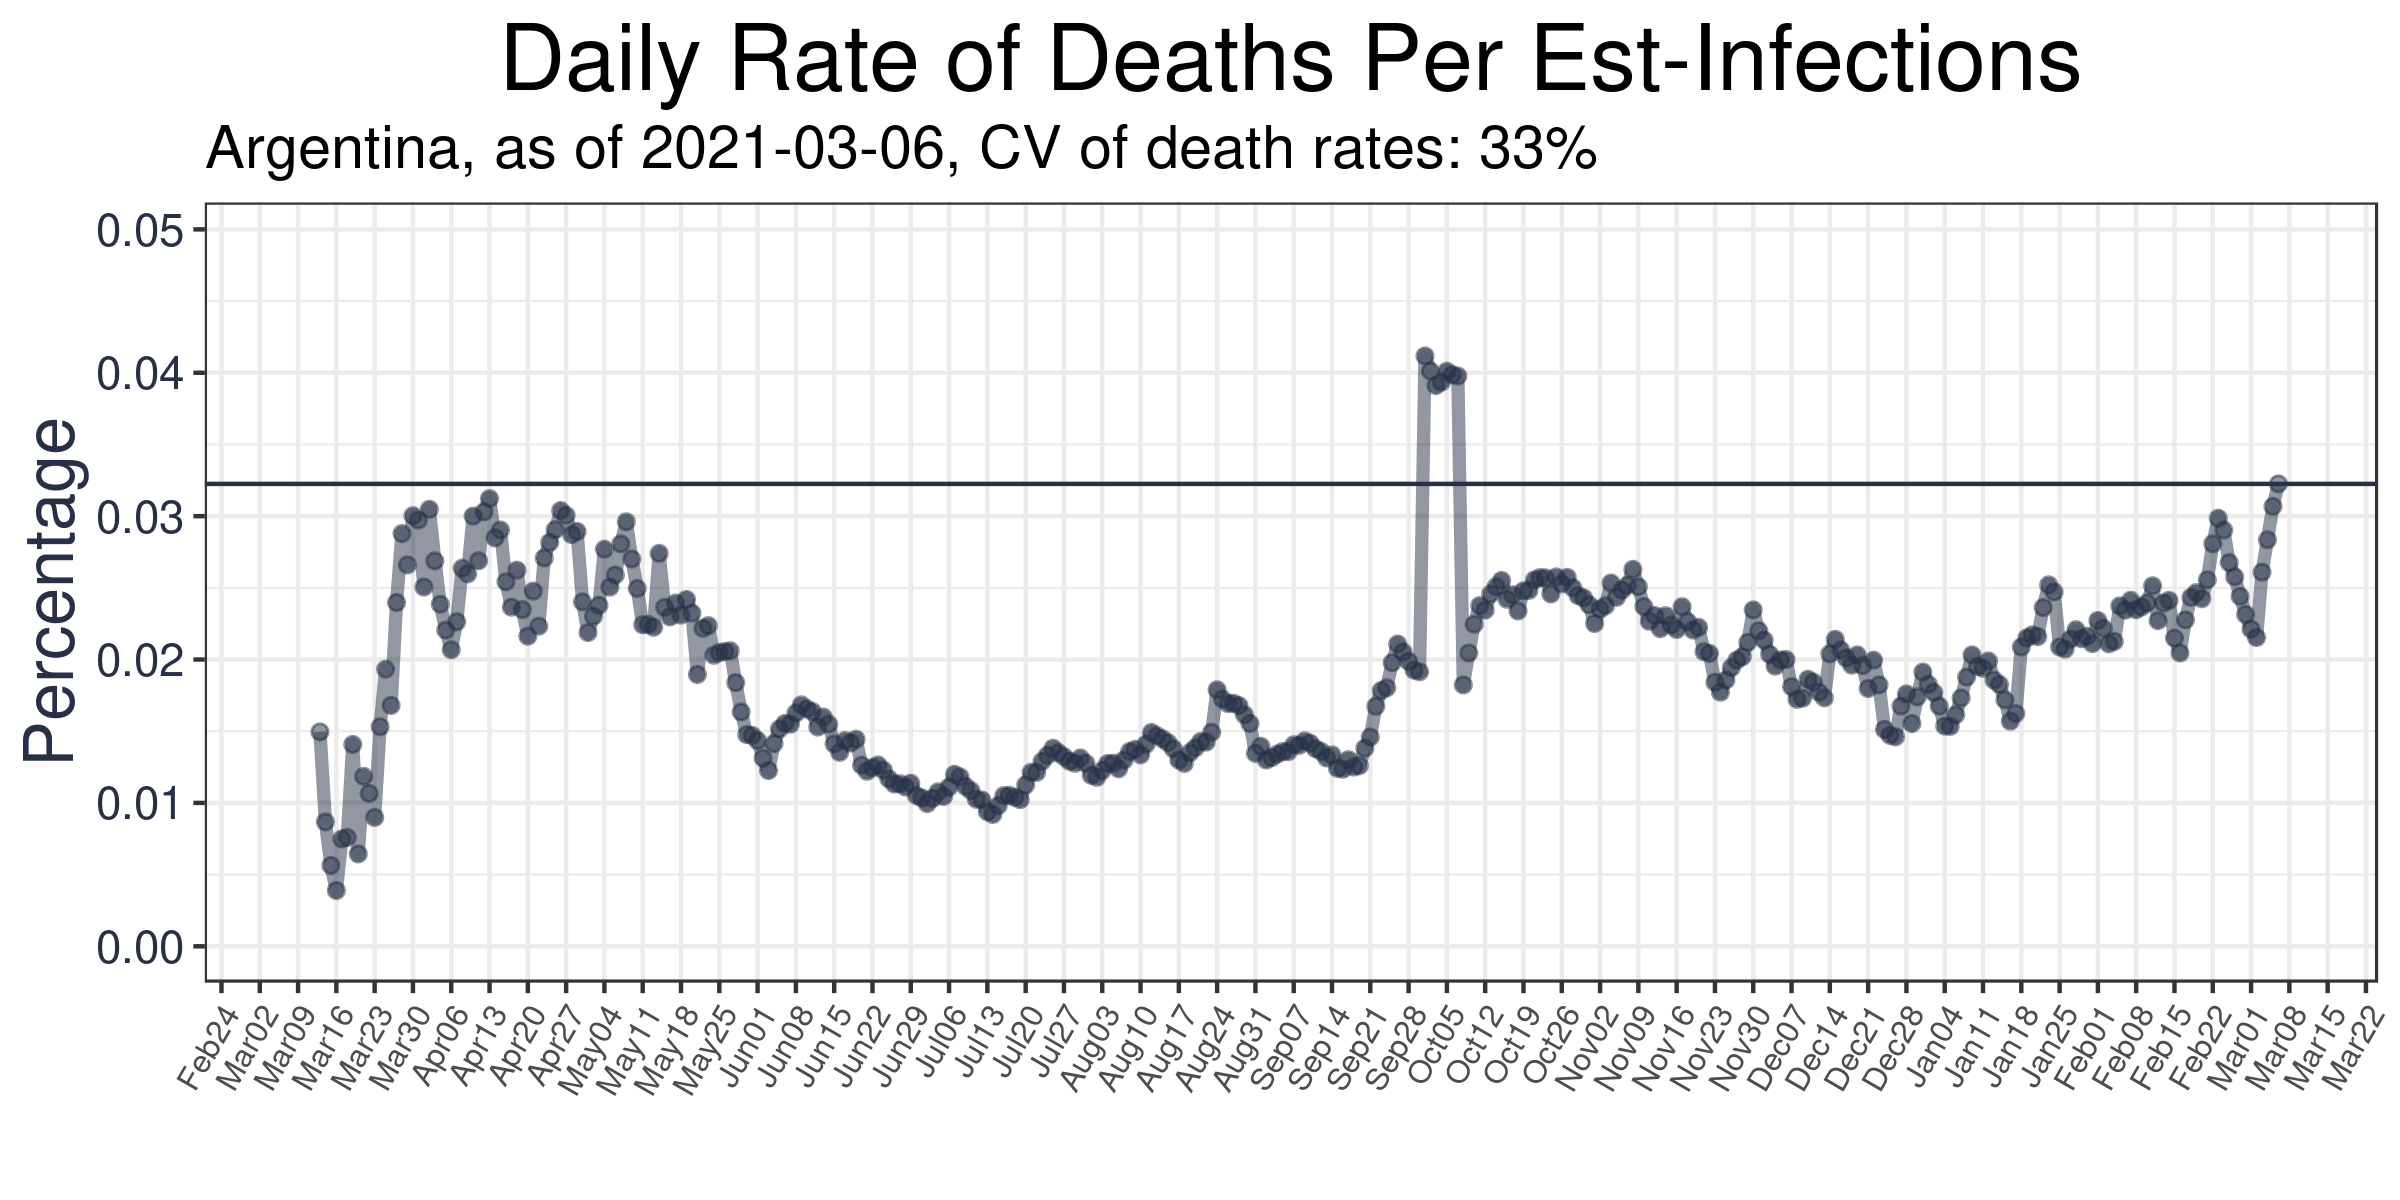 Daily Rate of Deaths Per Est-Infections
Argentina, as of 2021-03-06, CV of death rates: 33%
Percentage
0.05
0.04
0.03
0.02
0.01
0.00
Feb24
Mar02
Mar09
Mar16
Mar23
Mar30
Apr06
Apr13
Apr20
Apr27
May04
May11
May18
May25
Jun01
Jun08
Jun15
Jun22
Jun29
Jul06
Jul13
Jul20
Jul27
Aug03
Aug10
Aug17
Aug24
Aug31
Sep07
Sep14
Sep21
Sep28
Oct05
Oct12
Oct19
Oct26
Nov02
Nov09
Nov16
Nov23
Nov30
Dec07
Dec14
Dec21
Dec28
Dec04
Jan11
Jan18
Jan25
Feb01
Feb08
Feb15
Feb22
Mar01
Mar08
Mar15
Mar22